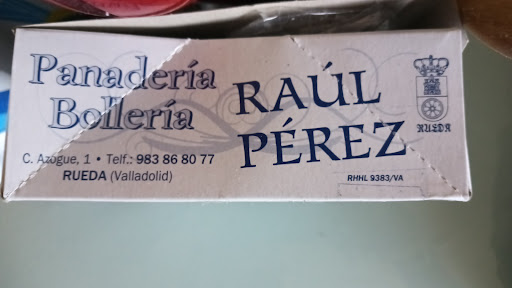 Panadería
Bollería
C. Azogue, 1 • Telf.: 983 86 80 77
RUEDA (Valladolid)
RAÚL
PÉREZ
RUEDA
RHHL 9383/VA